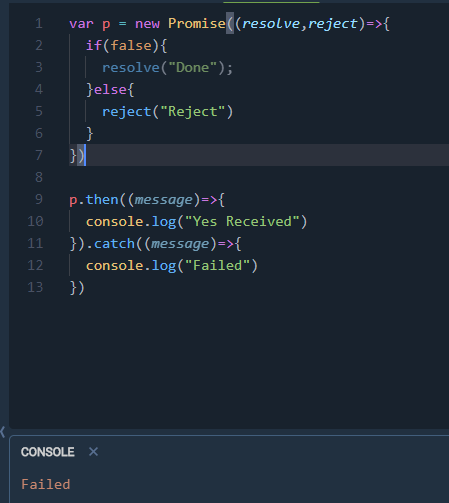 1 var p = new Promise((resolve,reject)=>{
2 if(false){
3 resolve("Done");
4 }else{
5 reject("Reject")
6 }
7 })
8
9 p.then((message)=>{
10 console.log("Yes Received")
11 }).catch((message)=>{
12 console.log("Failed")
13 })
CONSOLE ×
Failed